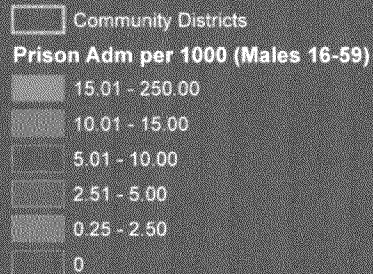 Community Districts
Prison Adm per 1000 (Males 16-59)
15.01 - 250.00
10.01 - 15.00
5.01 - 10.00
2.51 - 5.00
0.25 - 2.50
0